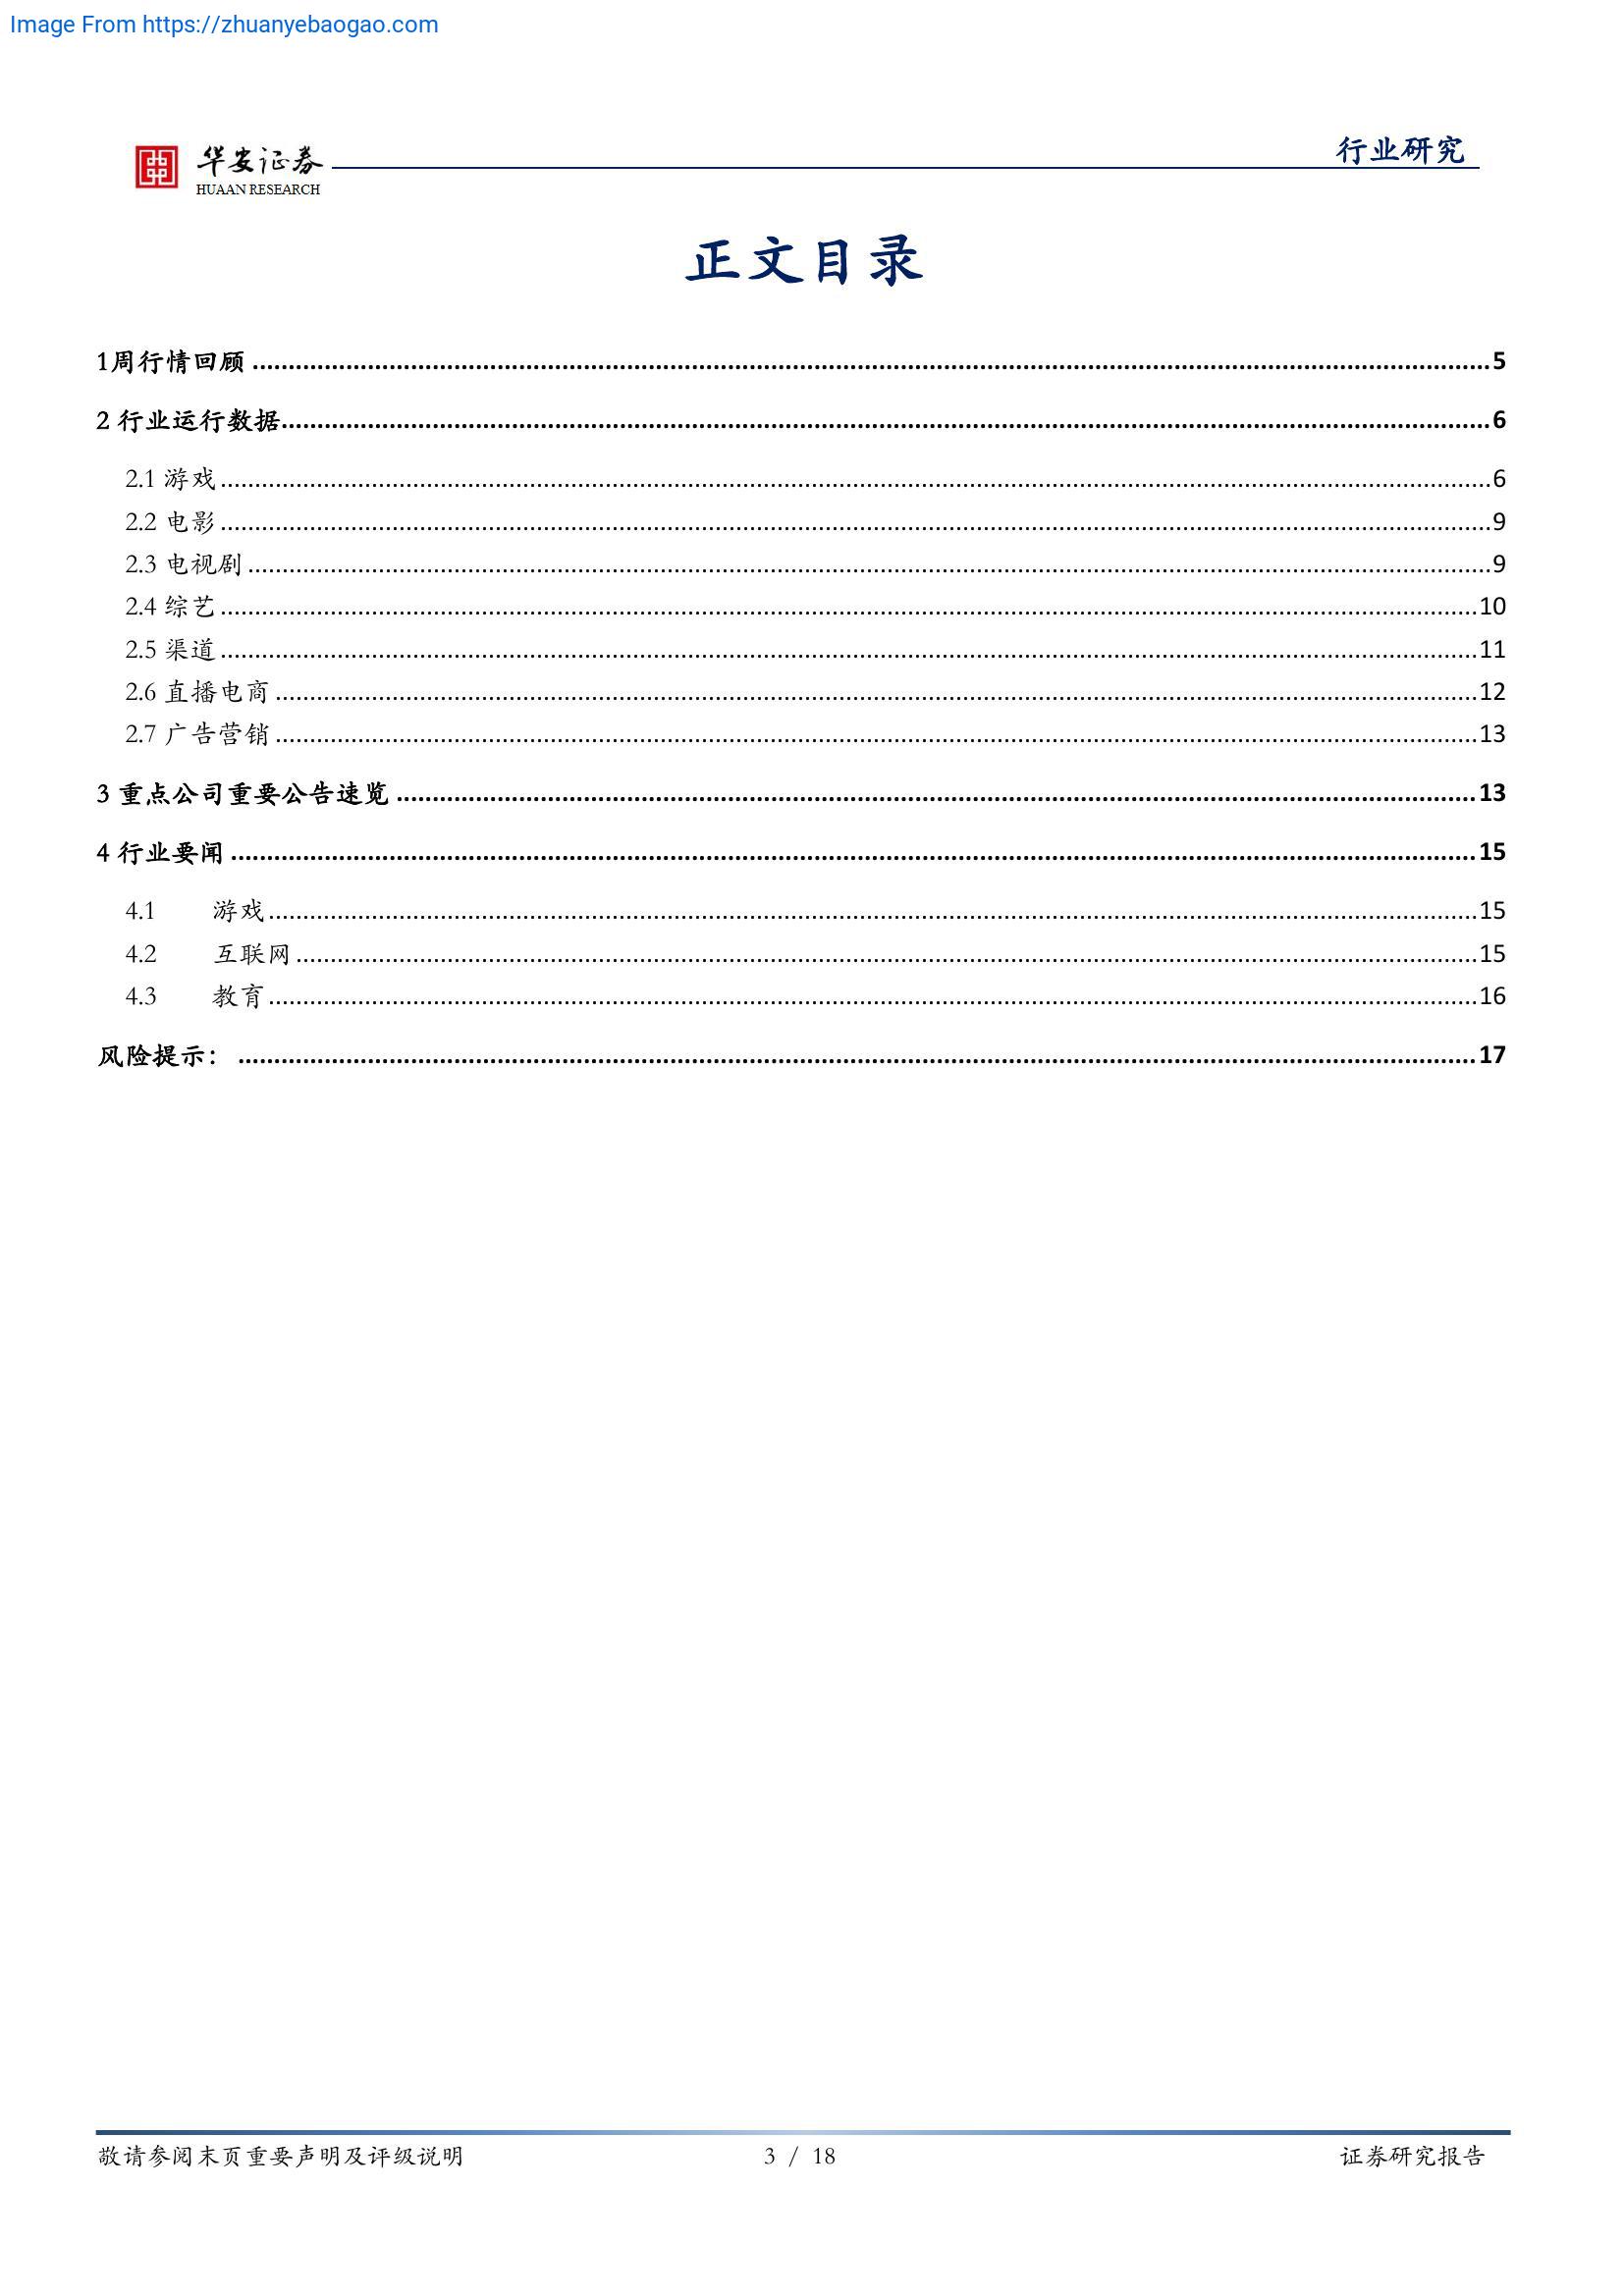 Image From https://zhuanyebaogao.com
华安证券
HUAAN RESEARCH
行业研究
正文目录
1周行情回顾 5
2 行业运行数据 6
2.1 游戏 6
2.2 电影 9
2.3 电视剧 9
2.4 综艺 10
2.5 渠道 11
2.6 直播电商 12
2.7 广告营销 13
3 重点公司重要公告速览 13
4 行业要闻 15
4.1 游戏 15
4.2 互联网 15
4.3 教育 16
风险提示： 17
敬请参阅末页重要声明及评级说明 3 / 18 证券研究报告